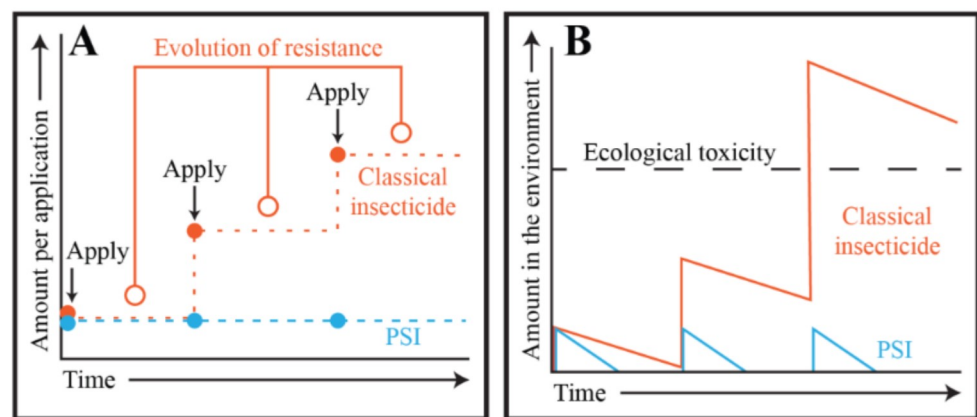 A
Evolution of resistance
Apply
Apply
Apply
Classical
insecticide
PSI
Amount per application
Time
B
Ecological toxicity
Classical
insecticide
PSI
Amount in the environment
Time